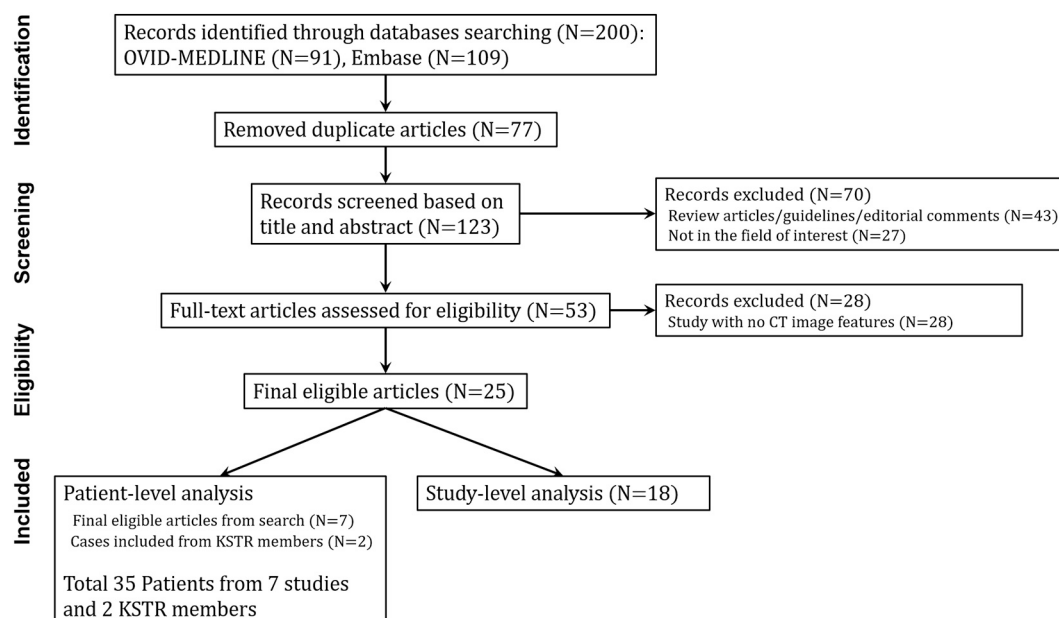 Identification
Records identified through databases searching (N=200):
OVID-MEDLINE (N=91), Embase (N=109)
Removed duplicate articles (N=77)
Screening
Records screened based on
title and abstract (N=123)
Records excluded (N=70)
Review articles/guidelines/editorial comments (N=43)
Not in the field of interest (N=27)
Eligibility
Full-text articles assessed for eligibility (N=53)
Records excluded (N=28)
Study with no CT image features (N=28)
Final eligible articles (N=25)
Included
Patient-level analysis
Final eligible articles from search (N=7)
Cases included from KSTR members (N=2)
Total 35 Patients from 7 studies
and 2 KSTR members
Study-level analysis (N=18)